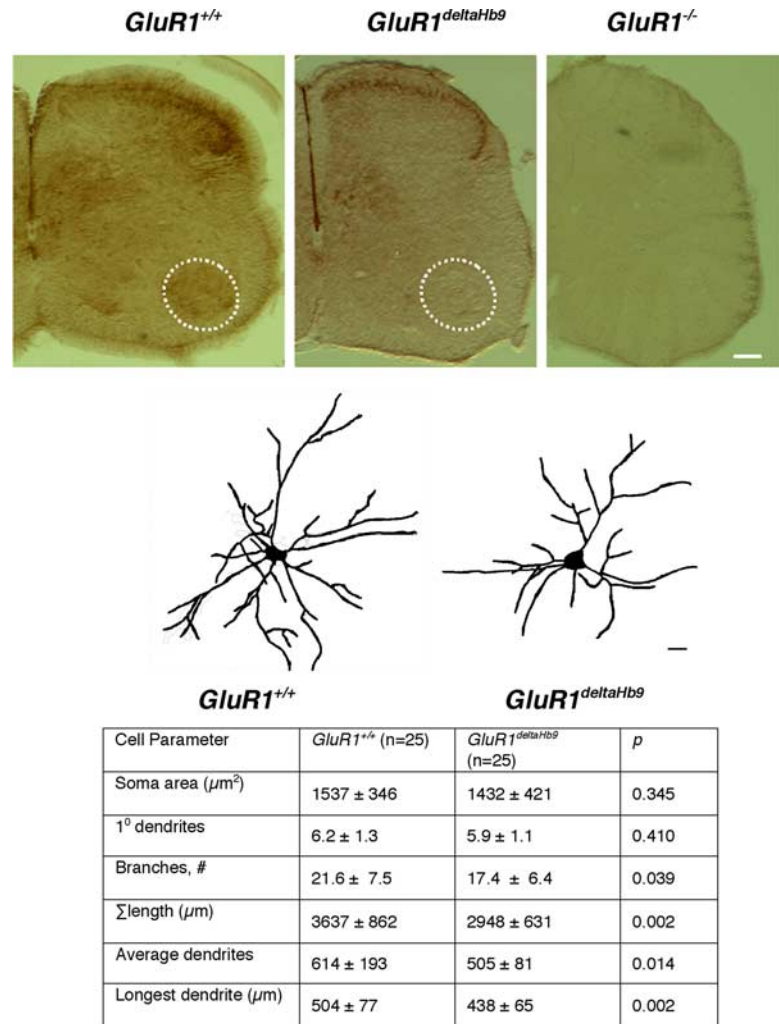 GluR1+/+ GluR1deltaHb9 GluR1-/-
GluR1+/+ GluR1deltaHb9
Cell Parameter GluR1+/+ (n=25) GluR1deltaHb9 (n=25) p
Soma area (μm2) 1537 ± 346 1432 ± 421 0.345
1⁰ dendrites 6.2 ± 1.3 5.9 ± 1.1 0.410
Branches, # 21.6 ± 7.5 17.4 ± 6.4 0.039
∑length (μm) 3637 ± 862 2948 ± 631 0.002
Average dendrites 614 ± 193 505 ± 81 0.014
Longest dendrite (μm) 504 ± 77 438 ± 65 0.002